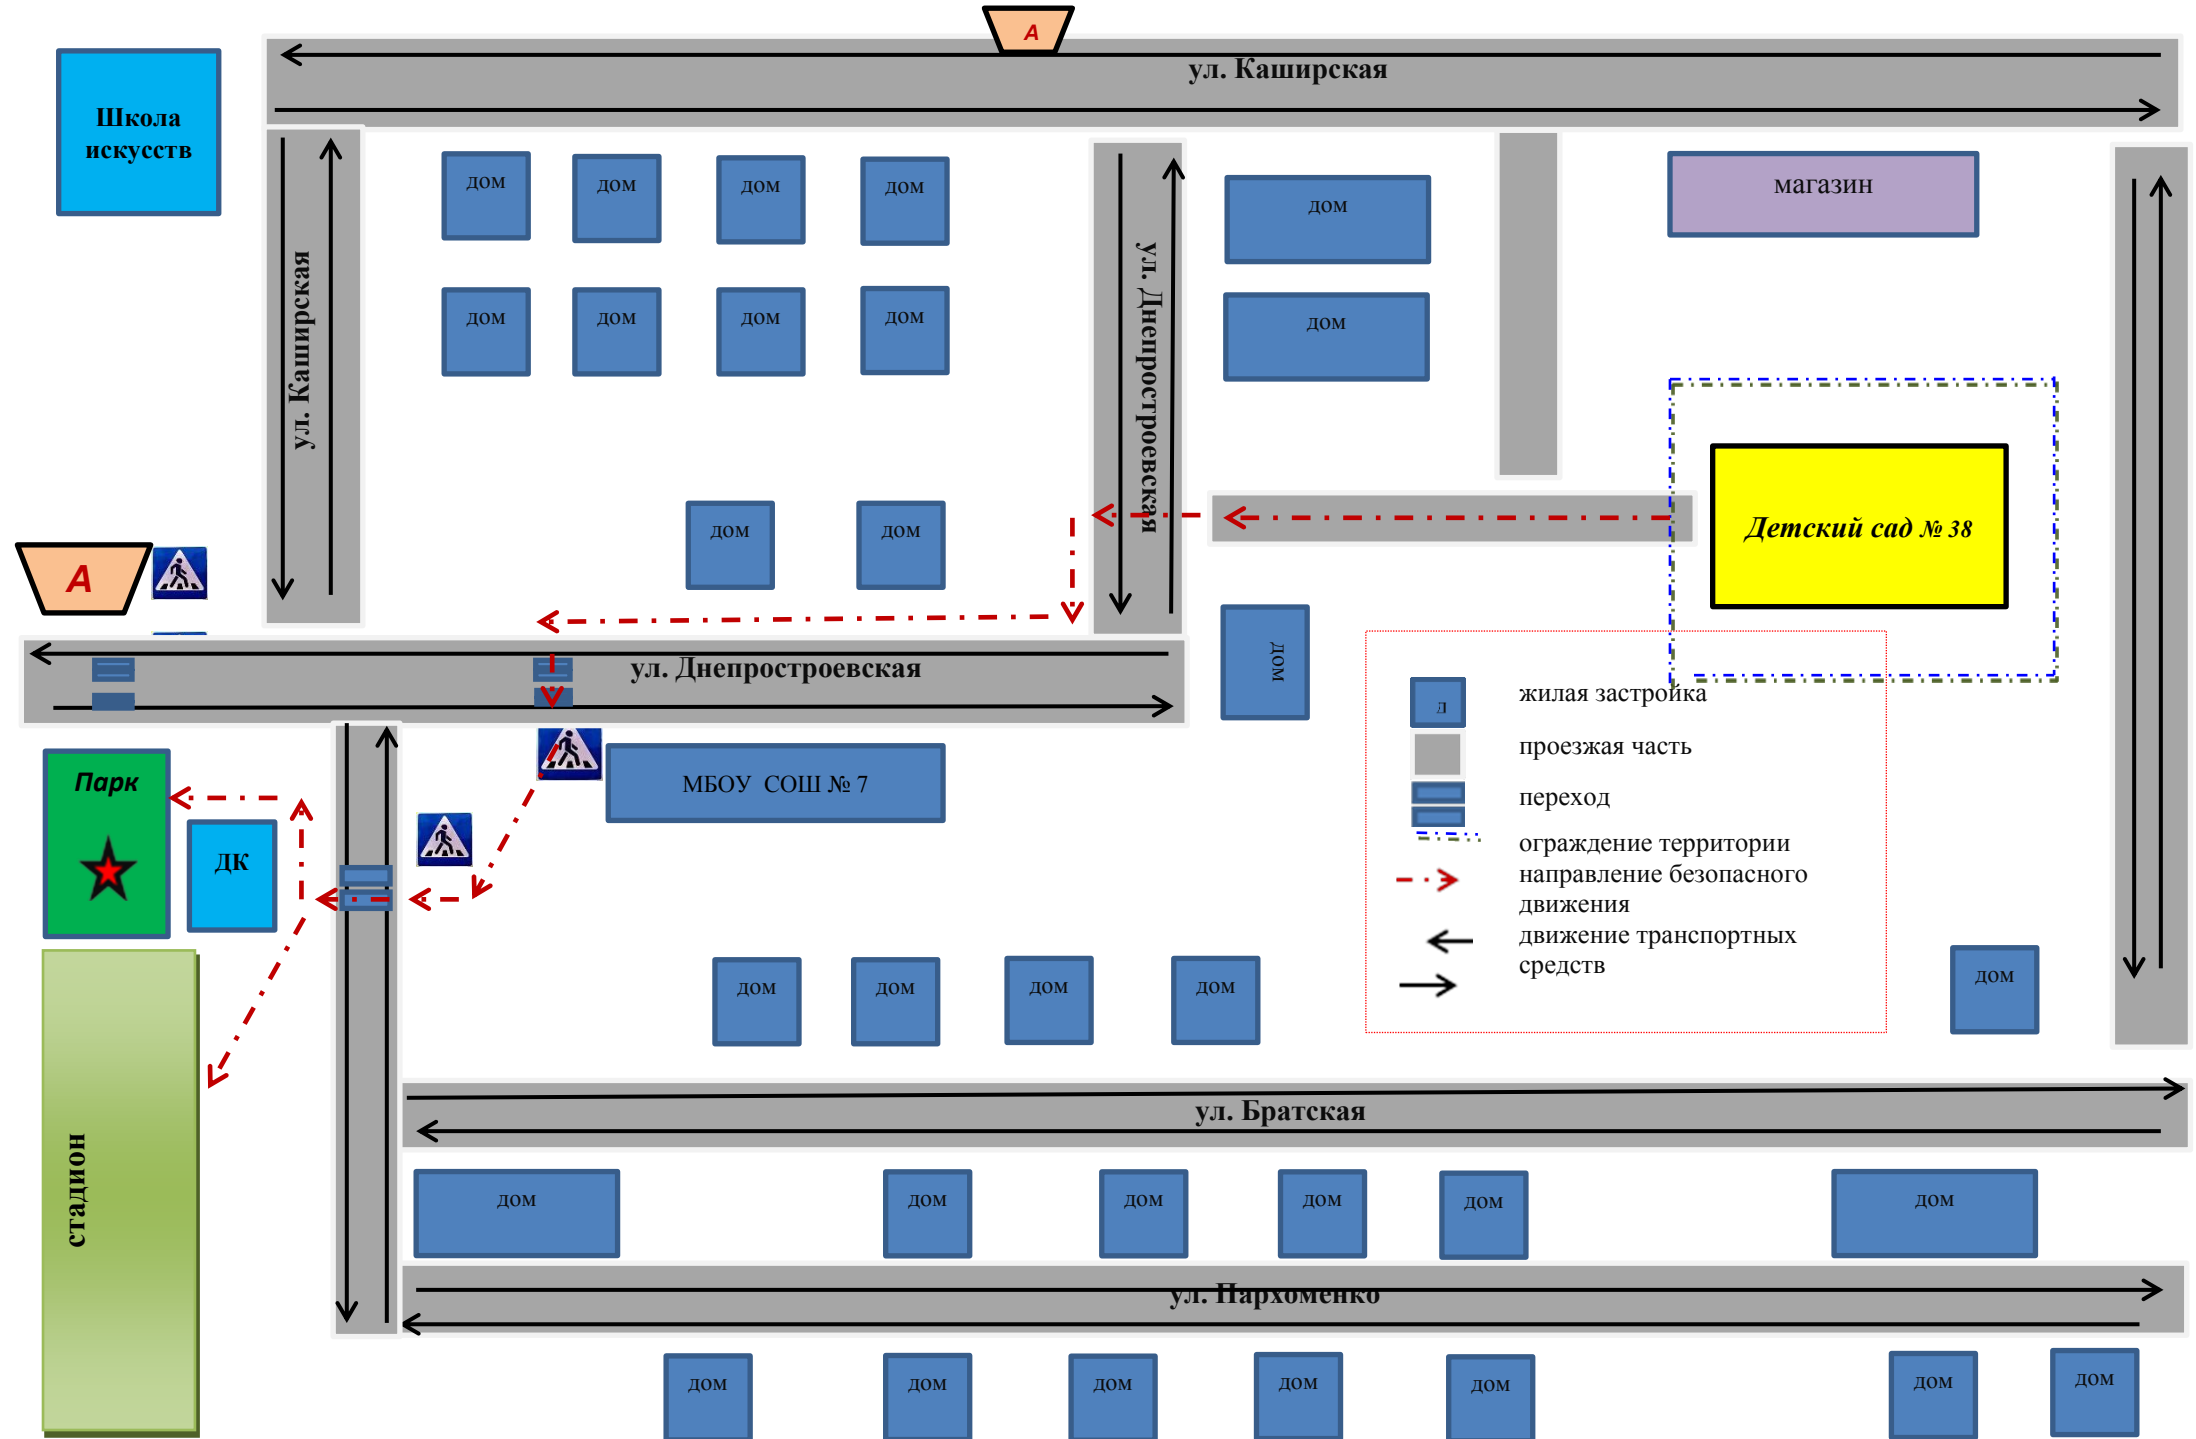 А
ул. Каширская
Школа
искусств
дом
дом
дом
дом
дом
магазин
ул. Каширская
ул. Днепростроевская
дом
дом
дом
дом
дом
дом
дом
Детский сад № 38
А
дом
ул. Днепростроевская
д
жилая застройка
проезжая часть
переход
ограждение территории
направление безопасного
движения
движение транспортных
средств
Парк
МБОУ СОШ № 7
ДК
дом
дом
дом
дом
дом
ул. Братская
стадион
дом
дом
дом
дом
дом
дом
ул. Пархоменко
дом
дом
дом
дом
дом
дом
дом